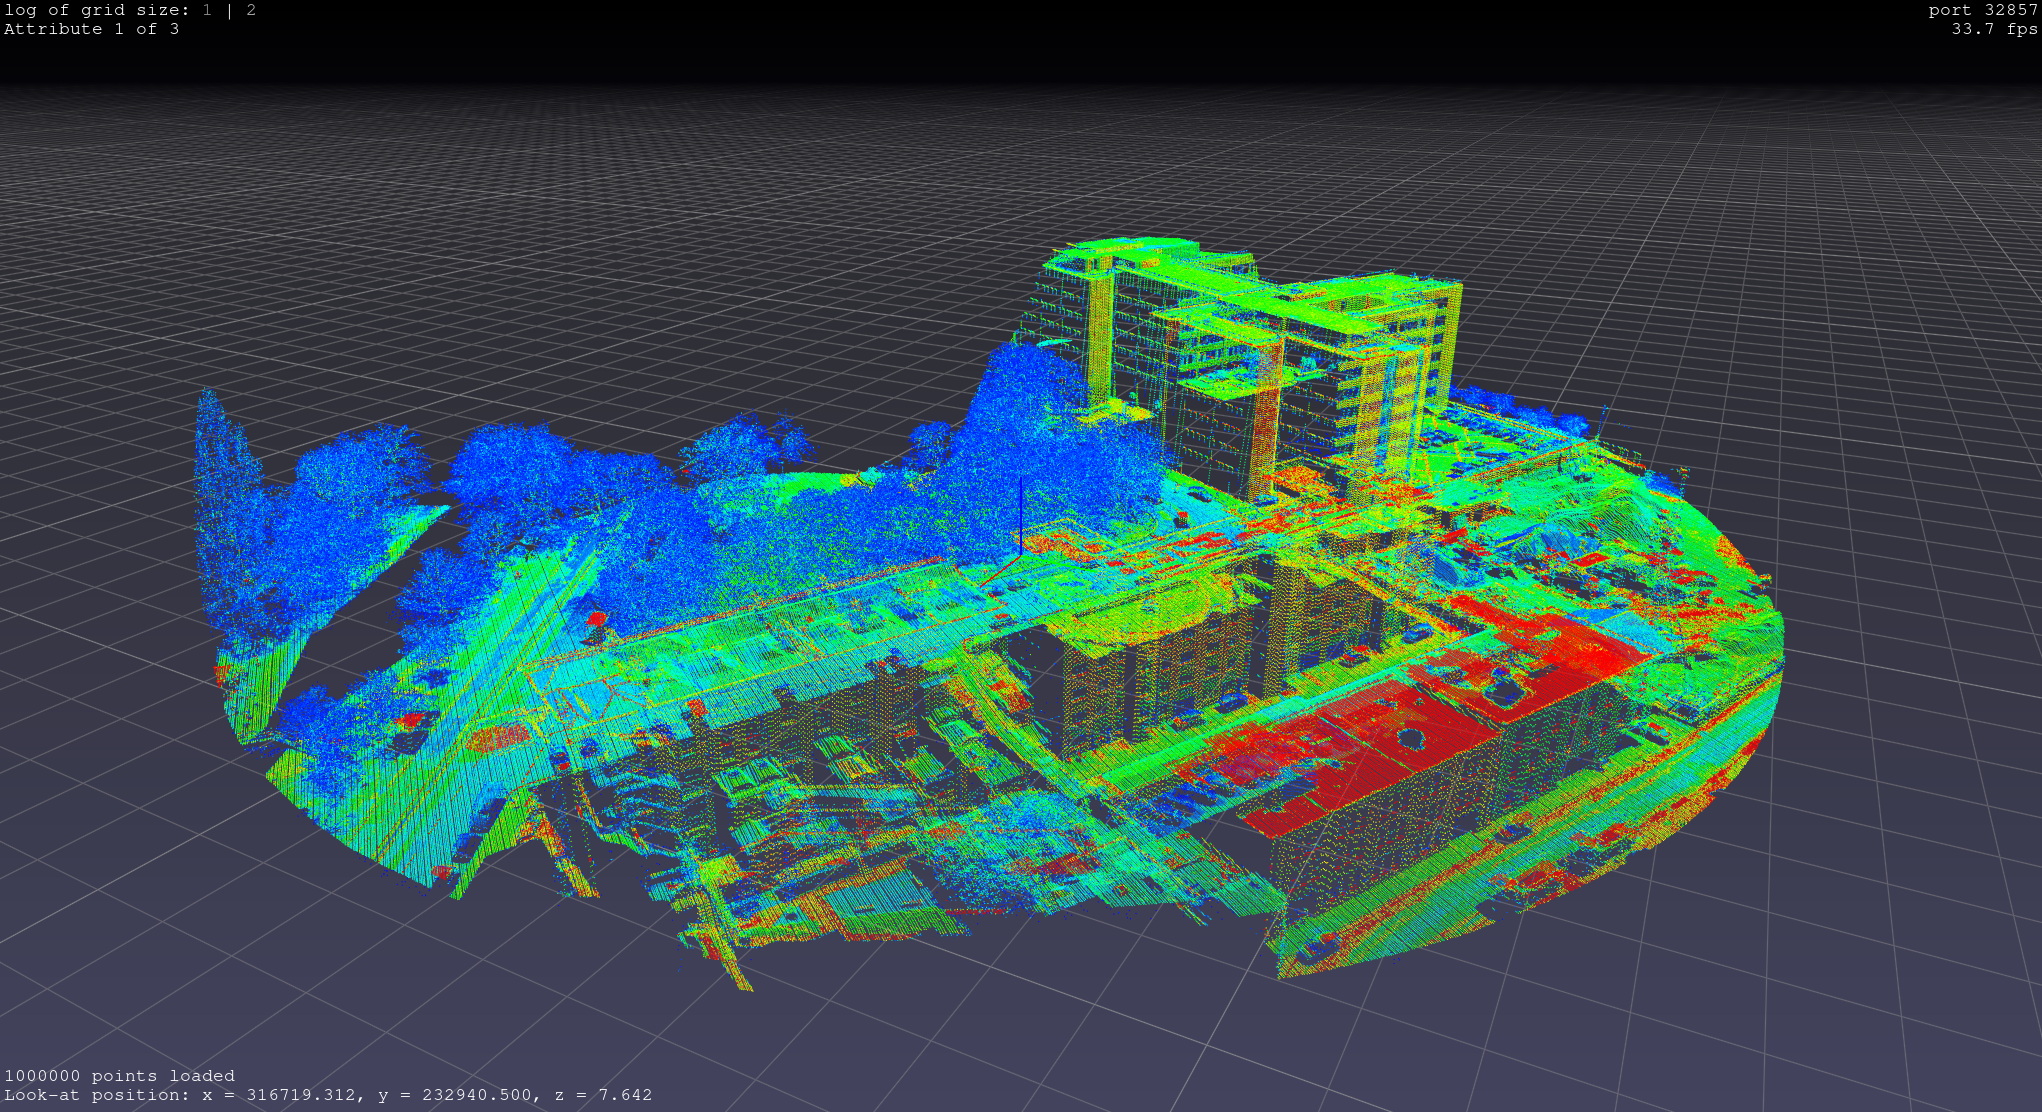 log of grid size: 1 | 2
Attribute 1 of 3
port 32857
33.7 fps
1000000 points loaded
Look-at position: x = 316719.312, y = 232940.500, z = 7.642